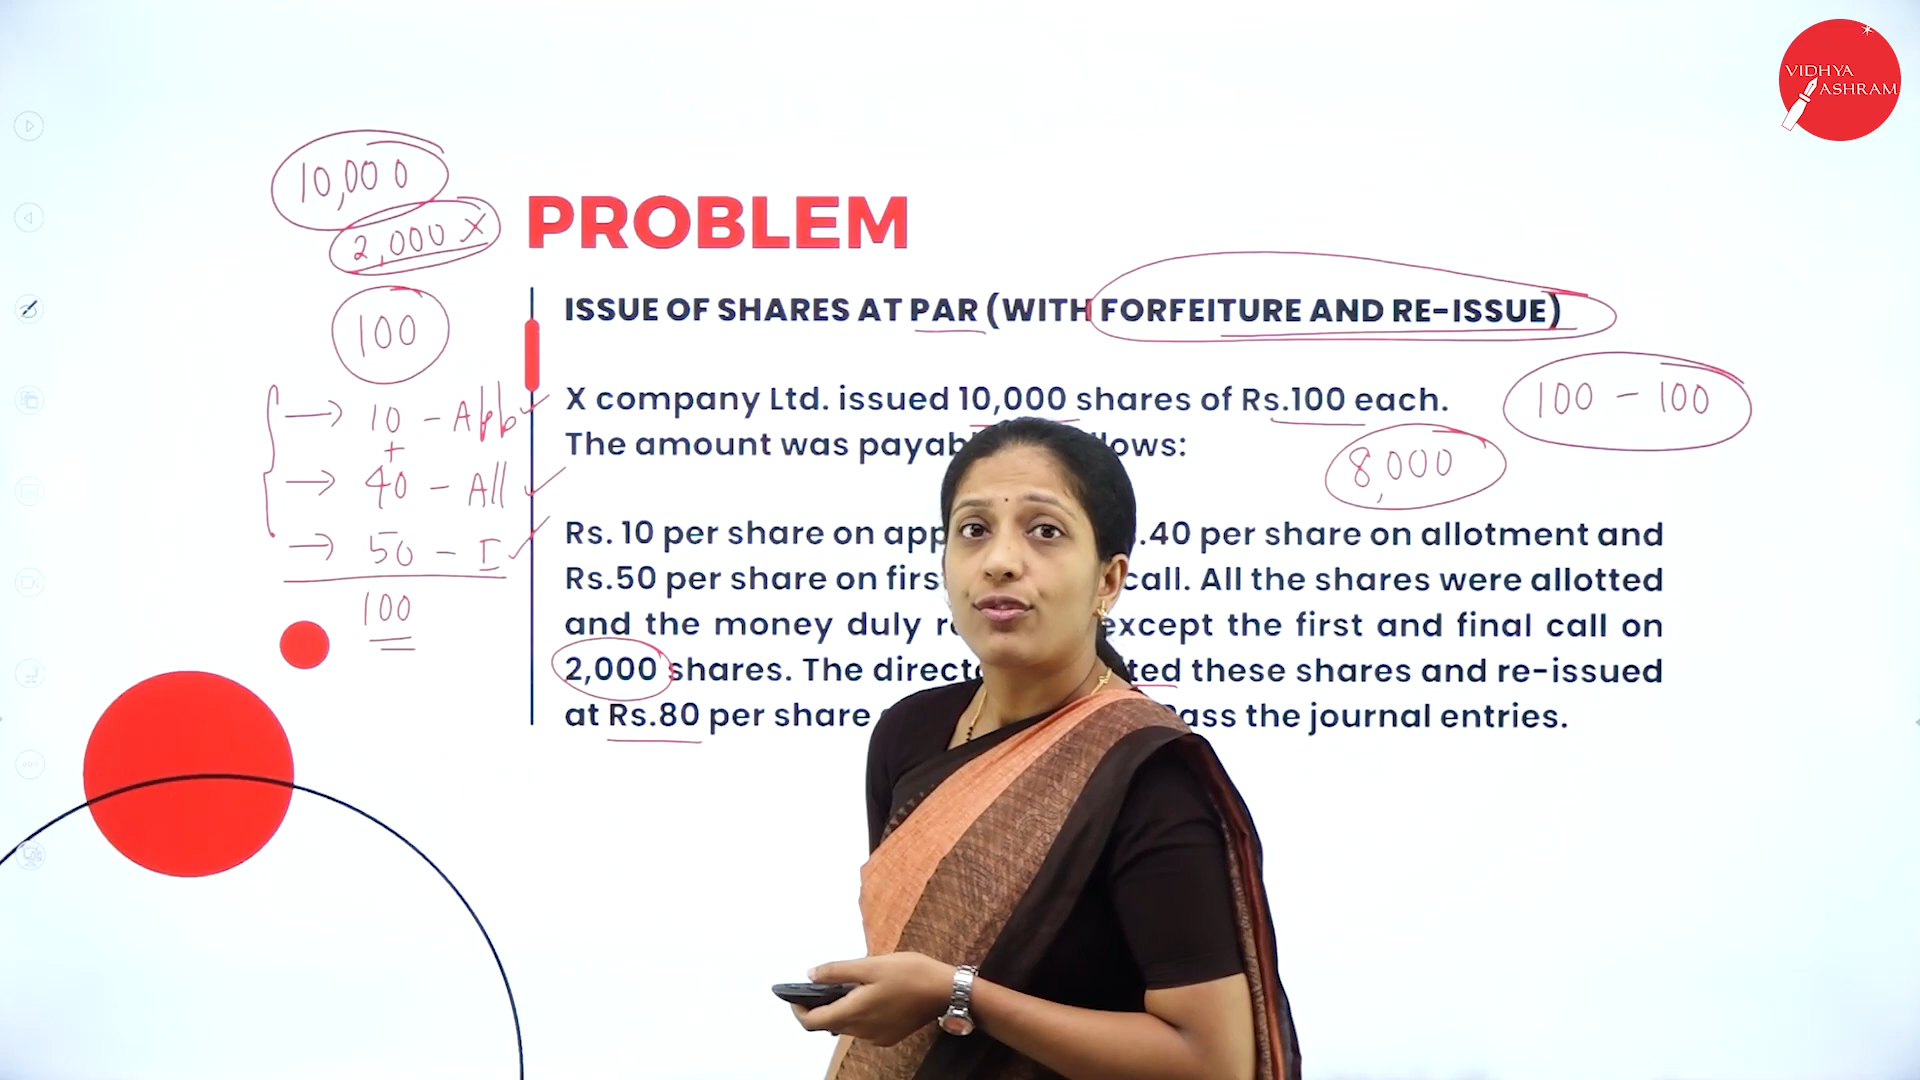 VIDHYA
ASHRAM
10,000
2,000 X
100
PROBLEM
ISSUE OF SHARES AT PAR (WITH FORFEITURE AND RE-ISSUE)
100 - 100
X company Ltd. issued 10,000 shares of Rs.100 each.
The amount was payab lows:
8,000
→ 10 - App
+
→ 40 - All
→ 50 - I
100
Rs. 10 per share on app .40 per share on allotment and
Rs.50 per share on firs call. All the shares were allotted
and the money duly r except the first and final call on
2,000 shares. The direct ted these shares and re-issued
at Rs.80 per share ass the journal entries.